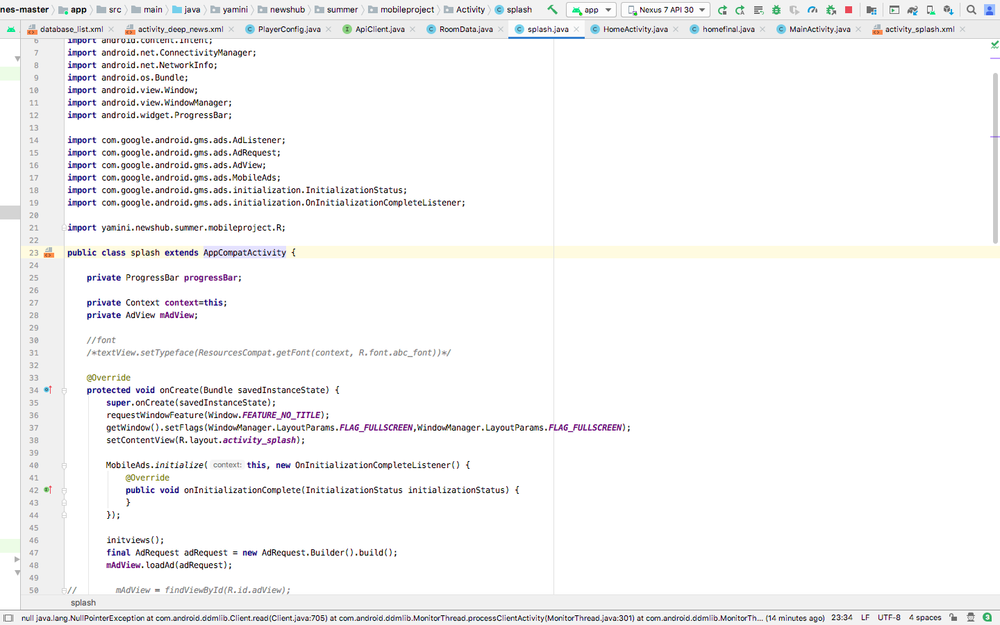 nes-master app src main java yamini newshub summer mobileproject Activity splash app Nexus 7 API 30
database_list.xml activity_deep_news.xml PlayerConfig.java ApiClient.java RoomData.java splash.java HomeActivity.java homefinal.java MainActivity.java activity_splash.xml
6 import android.content.Intent;
7 import android.net.ConnectivityManager;
8 import android.net.NetworkInfo;
9 import android.os.Bundle;
10 import android.view.Window;
11 import android.view.WindowManager;
12 import android.widget.ProgressBar;
13
14 import com.google.android.gms.ads.AdListener;
15 import com.google.android.gms.ads.AdRequest;
16 import com.google.android.gms.ads.AdView;
17 import com.google.android.gms.ads.MobileAds;
18 import com.google.android.gms.ads.initialization.InitializationStatus;
19 import com.google.android.gms.ads.initialization.OnInitializationCompleteListener;
20
21 import yamini.newshub.summer.mobileproject.R;
22
23 public class splash extends AppCompatActivity {
24
25 private ProgressBar progressBar;
26
27 private Context context=this;
28 private AdView mAdView;
29
30 //font
31 /*textView.setTypeface(ResourcesCompat.getFont(context, R.font.abc_font))*/
32
33 @Override
34 protected void onCreate(Bundle savedInstanceState) {
35 super.onCreate(savedInstanceState);
36 requestWindowFeature(Window.FEATURE_NO_TITLE);
37 getWindow().setFlags(WindowManager.LayoutParams.FLAG_FULLSCREEN,WindowManager.LayoutParams.FLAG_FULLSCREEN);
38 setContentView(R.layout.activity_splash);
39
40 MobileAds.initialize( context: this, new OnInitializationCompleteListener() {
41 @Override
42 public void onInitializationComplete(InitializationStatus initializationStatus) {
43 }
44 });
45
46 initviews();
47 final AdRequest adRequest = new AdRequest.Builder().build();
48 mAdView.loadAd(adRequest);
49
50 // mAdView = findViewById(R.id.adView);
splash
null java.lang.NullPointerException at com.android.ddmlib.Client.read(Client.java:705) at com.android.ddmlib.MonitorThread.processClientActivity(MonitorThread.java:301) at com.android.ddmlib.MonitorTh... (14 minutes ago) 23:34 LF UTF-8 4 spaces 3